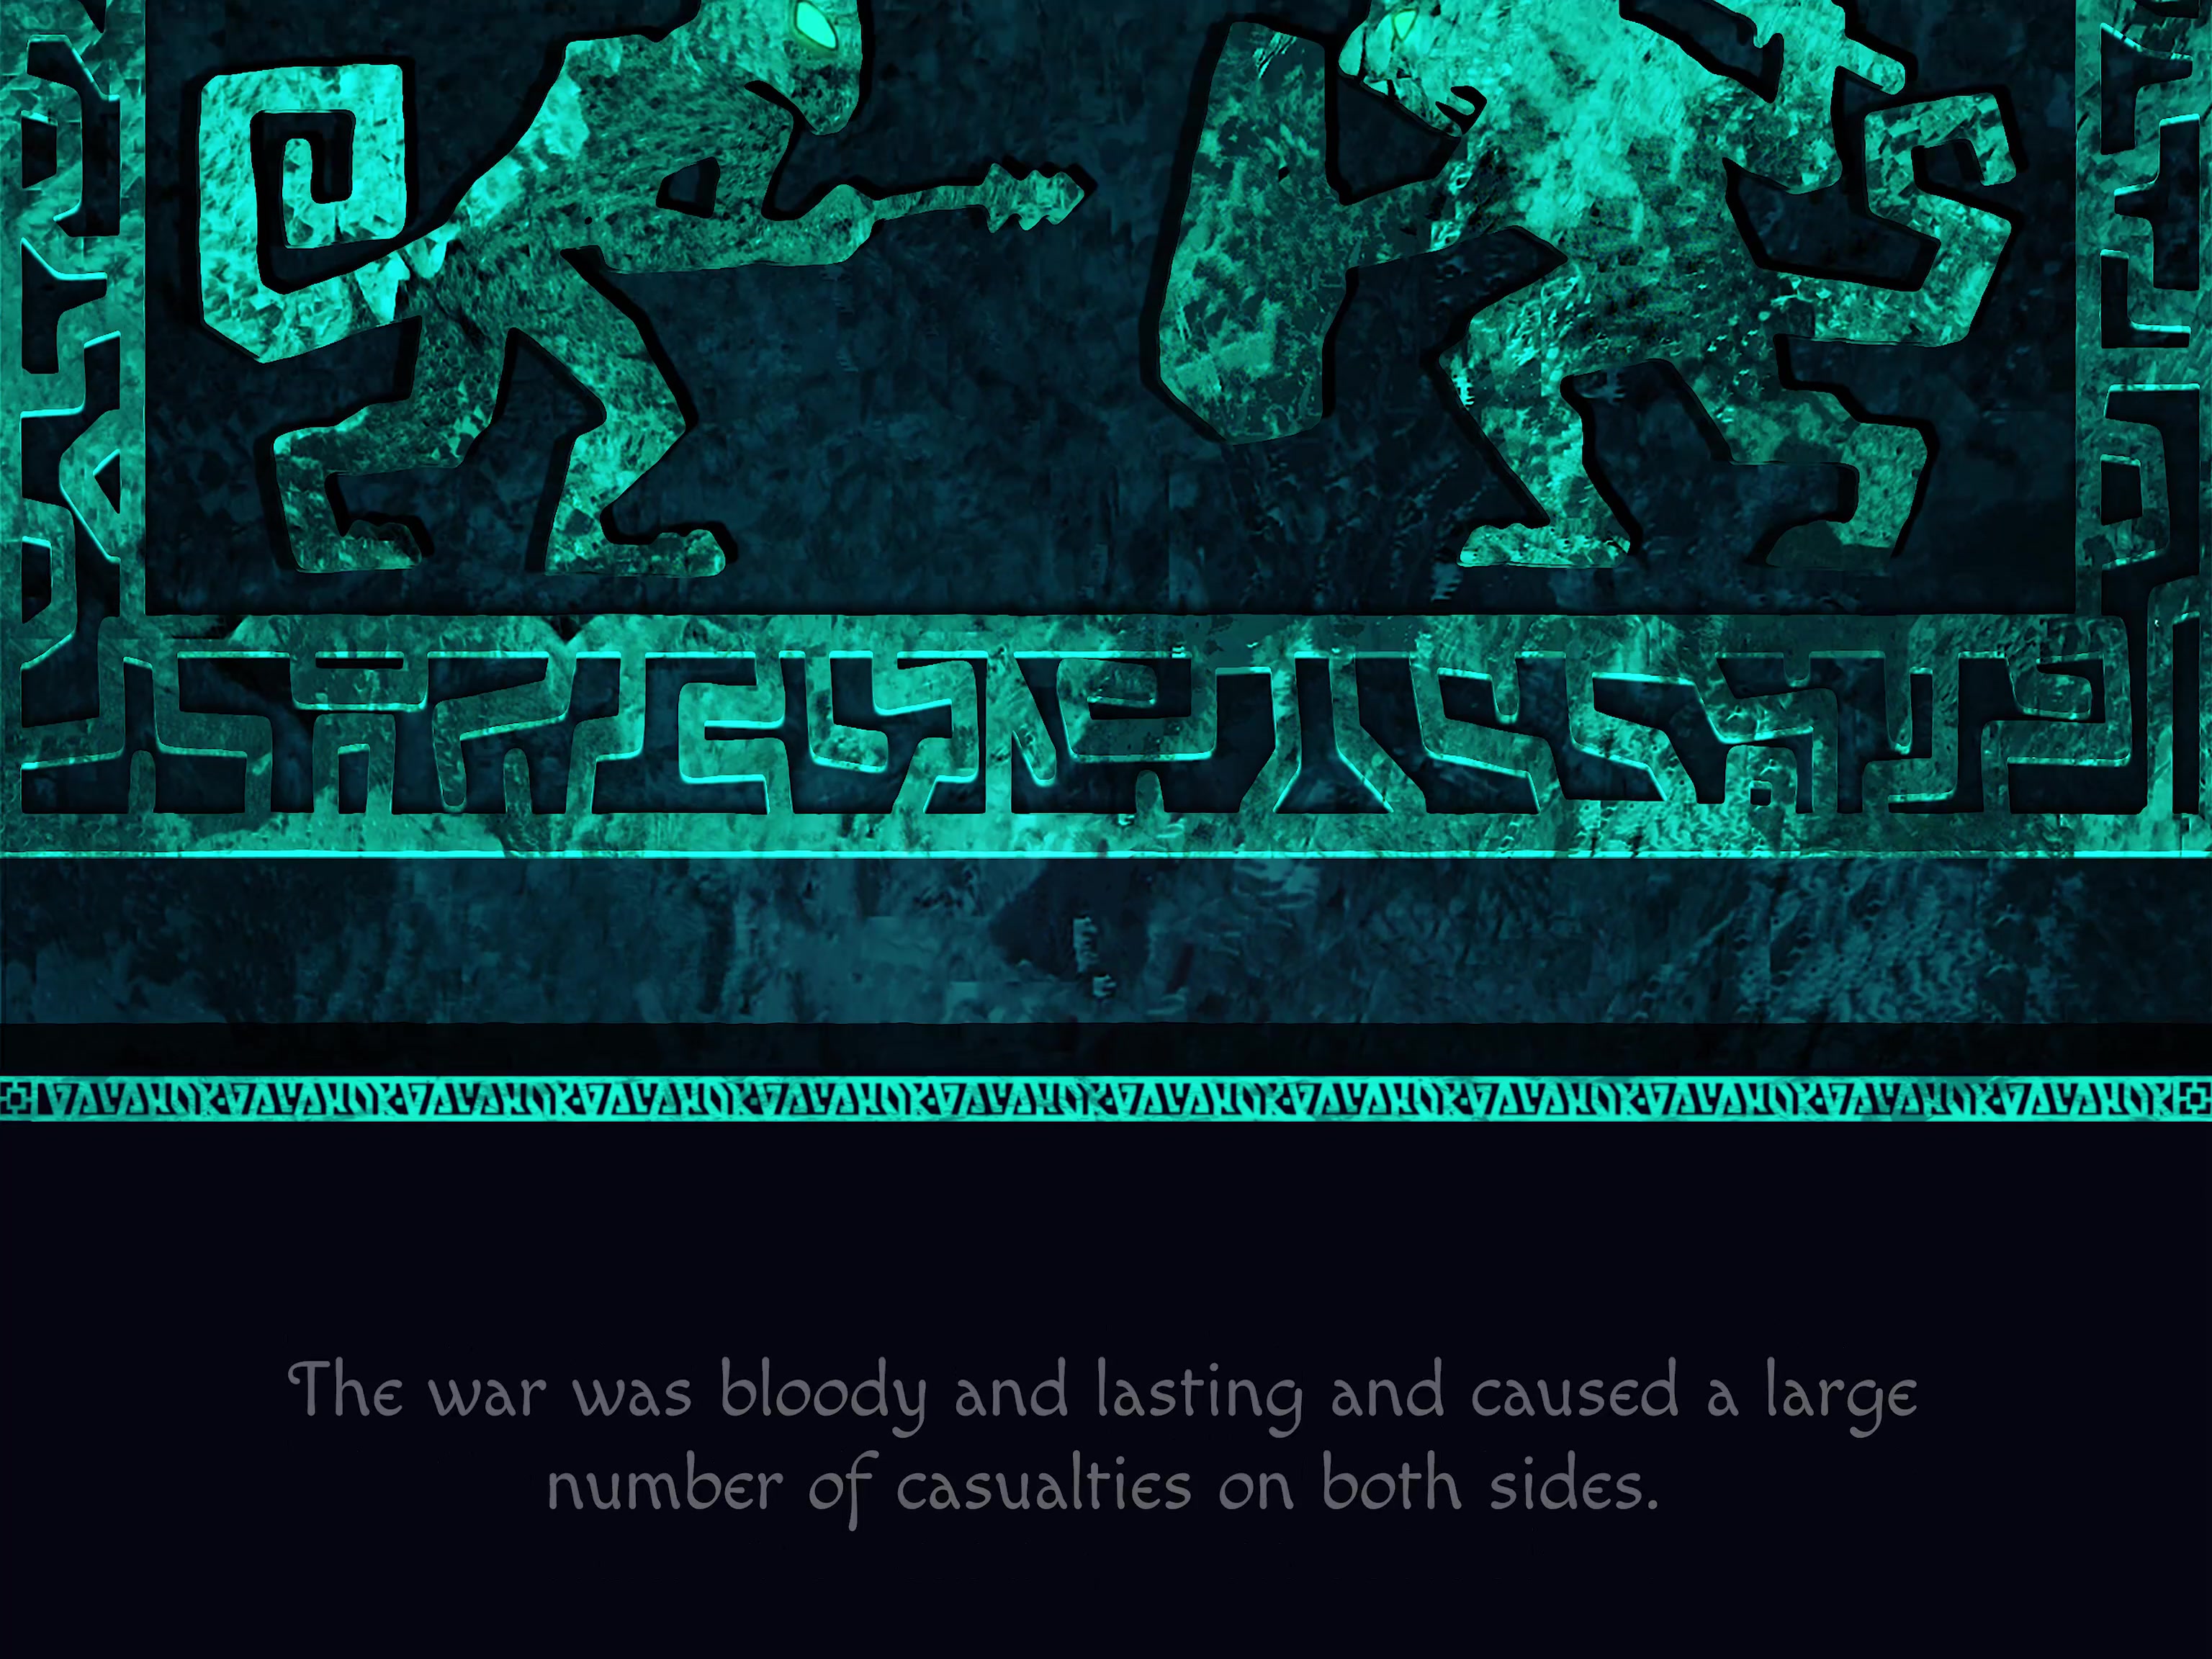 The war was bloody and lasting and caused a large
number of casualties on both sides.